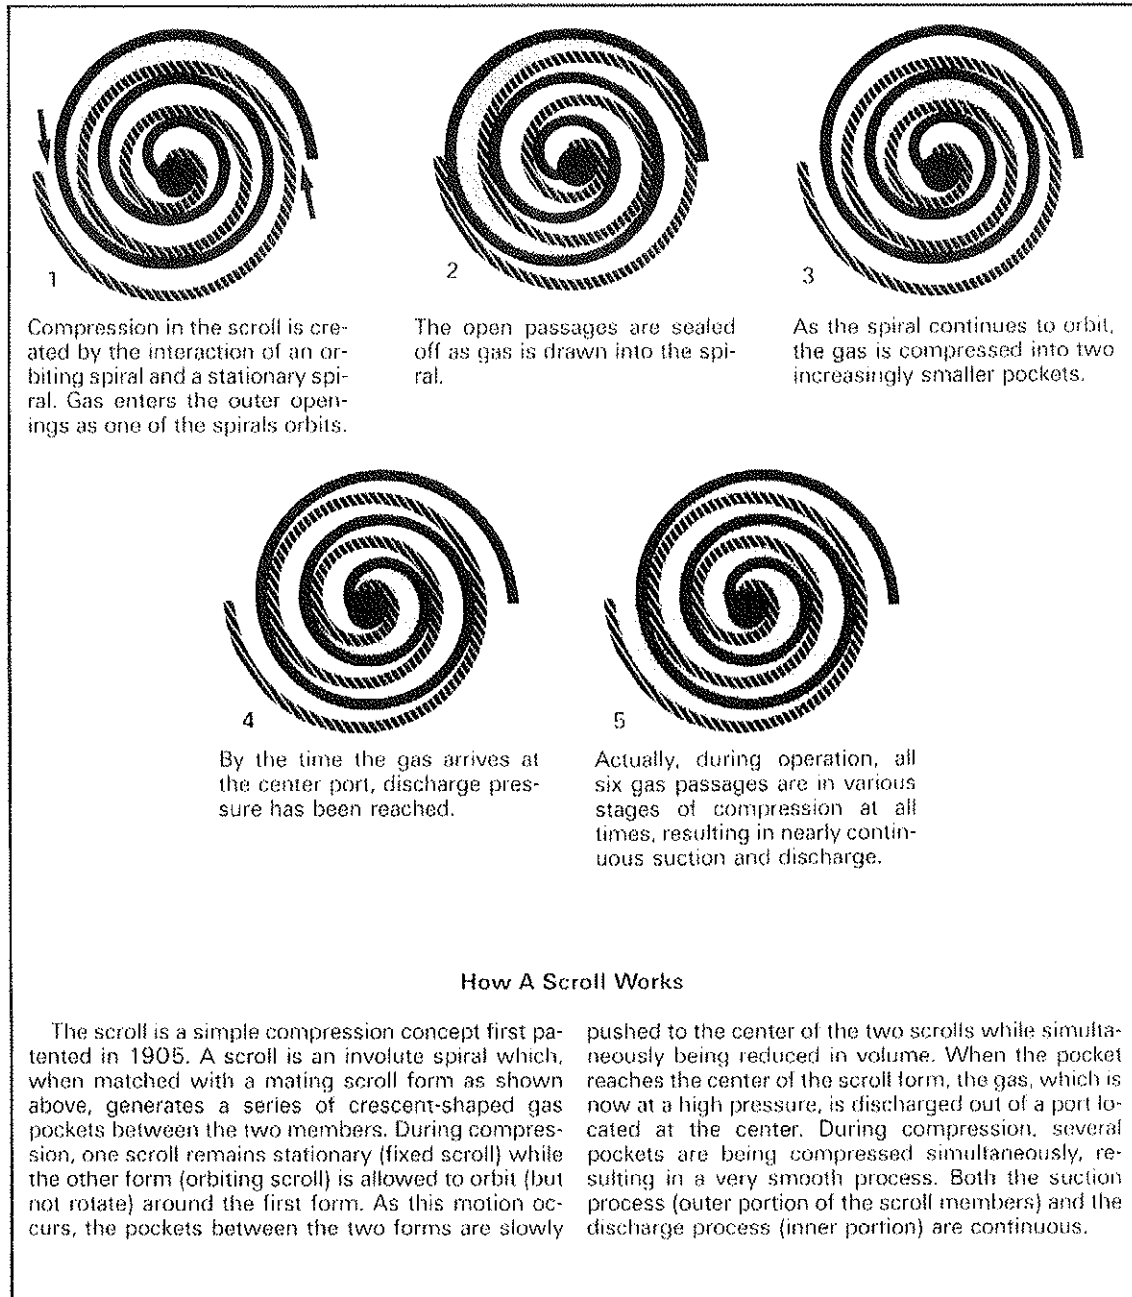 1
Compression in the scroll is cre-
ated by the interaction of an or-
biting spiral and a stationary spi-
ral. Gas enters the outer open-
ings as one of the spirals orbits.
2
The open passages are sealed
off as gas is drawn into the spi-
ral.
3
As the spiral continues to orbit,
the gas is compressed into two
increasingly smaller pockets.
4
By the time the gas arrives at
the center port, discharge pres-
sure has been reached.
5
Actually, during operation, all
six gas passages are in various
stages of compression at all
times, resulting in nearly contin-
uous suction and discharge.
How A Scroll Works
The scroll is a simple compression concept first pa-
tented in 1905. A scroll is an involute spiral which,
when matched with a mating scroll form as shown
above, generates a series of crescent-shaped gas
pockets between the two members. During compres-
sion, one scroll remains stationary (fixed scroll) while
the other form (orbiting scroll) is allowed to orbit (but
not rotate) around the first form. As this motion oc-
curs, the pockets between the two forms are slowly
pushed to the center of the two scrolls while simulta-
neously being reduced in volume. When the pocket
reaches the center of the scroll form, the gas, which is
now at a high pressure, is discharged out of a port lo-
cated at the center. During compression, several
pockets are being compressed simultaneously, re-
sulting in a very smooth process. Both the suction
process (outer portion of the scroll members) and the
discharge process (inner portion) are continuous.